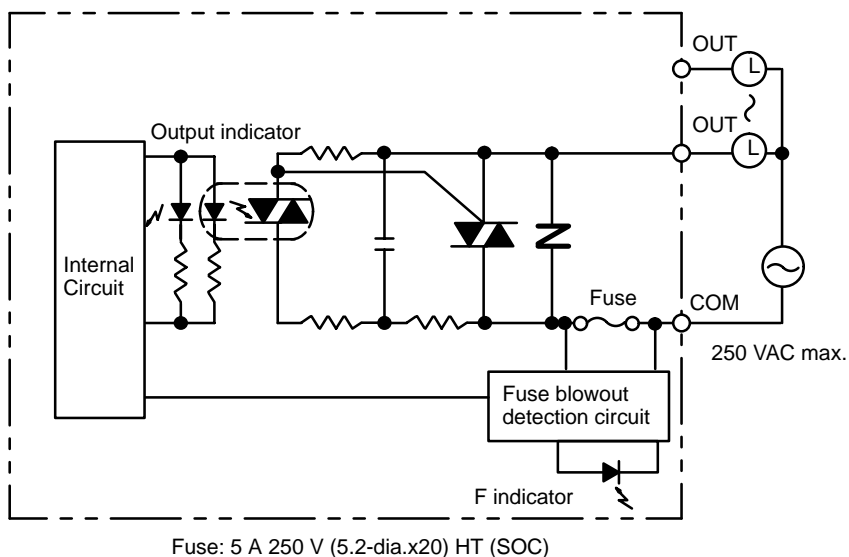 OUT
L
OUT
L
Output indicator
Internal
Circuit
Fuse
COM
250 VAC max.
Fuse blowout
detection circuit
F indicator
Fuse: 5 A 250 V (5.2-dia.x20) HT (SOC)